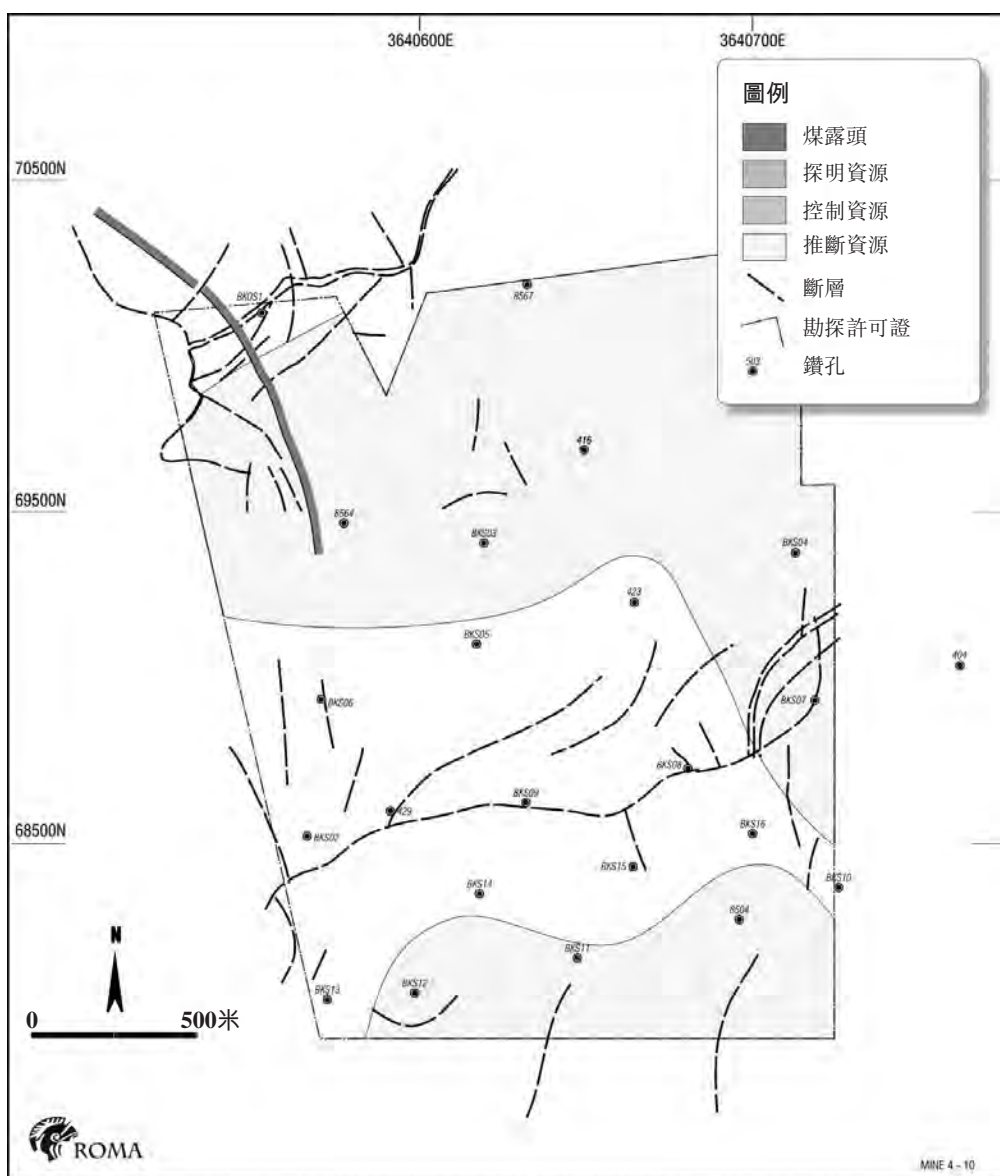 3640600E 3640700E
圖例
煤露頭
70500N
探明資源
控制資源
推斷資源
BK0S1
8567
斷層
勘探許可證
503
鑽孔
416
69500N
8564
BKS03
BKS04
423
BKS05
404
BKS06
BKS07
BKS08
BKS09
429
BKS02
BKS16
68500N
BKS15
BKS14
BKS10
8504
N
BKS11
BKS12
BKS13
0 500米
ROMA
MINE 4 - 10